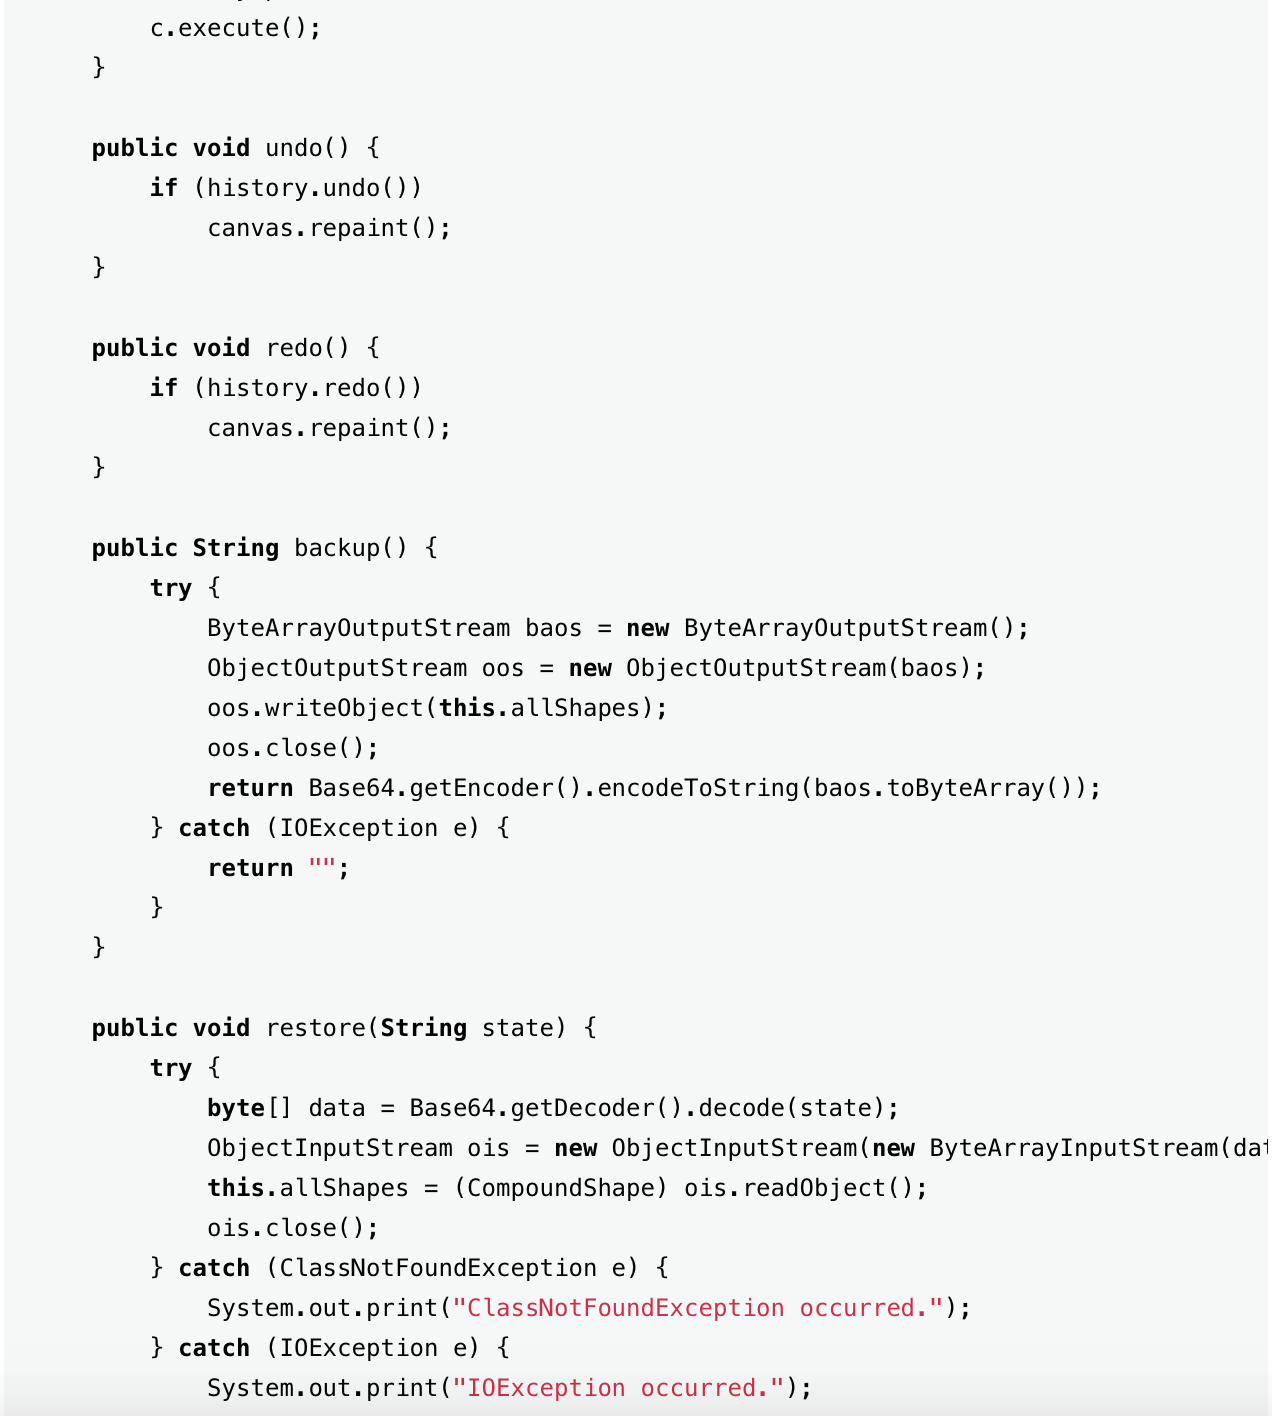 c.execute();
    }

    public void undo() {
        if (history.undo())
            canvas.repaint();
    }

    public void redo() {
        if (history.redo())
            canvas.repaint();
    }

    public String backup() {
        try {
            ByteArrayOutputStream baos = new ByteArrayOutputStream();
            ObjectOutputStream oos = new ObjectOutputStream(baos);
            oos.writeObject(this.allShapes);
            oos.close();
            return Base64.getEncoder().encodeToString(baos.toByteArray());
        } catch (IOException e) {
            return "";
        }
    }

    public void restore(String state) {
        try {
            byte[] data = Base64.getDecoder().decode(state);
            ObjectInputStream ois = new ObjectInputStream(new ByteArrayInputStream(dat
            this.allShapes = (CompoundShape) ois.readObject();
            ois.close();
        } catch (ClassNotFoundException e) {
            System.out.print("ClassNotFoundException occurred.");
        } catch (IOException e) {
            System.out.print("IOException occurred.");